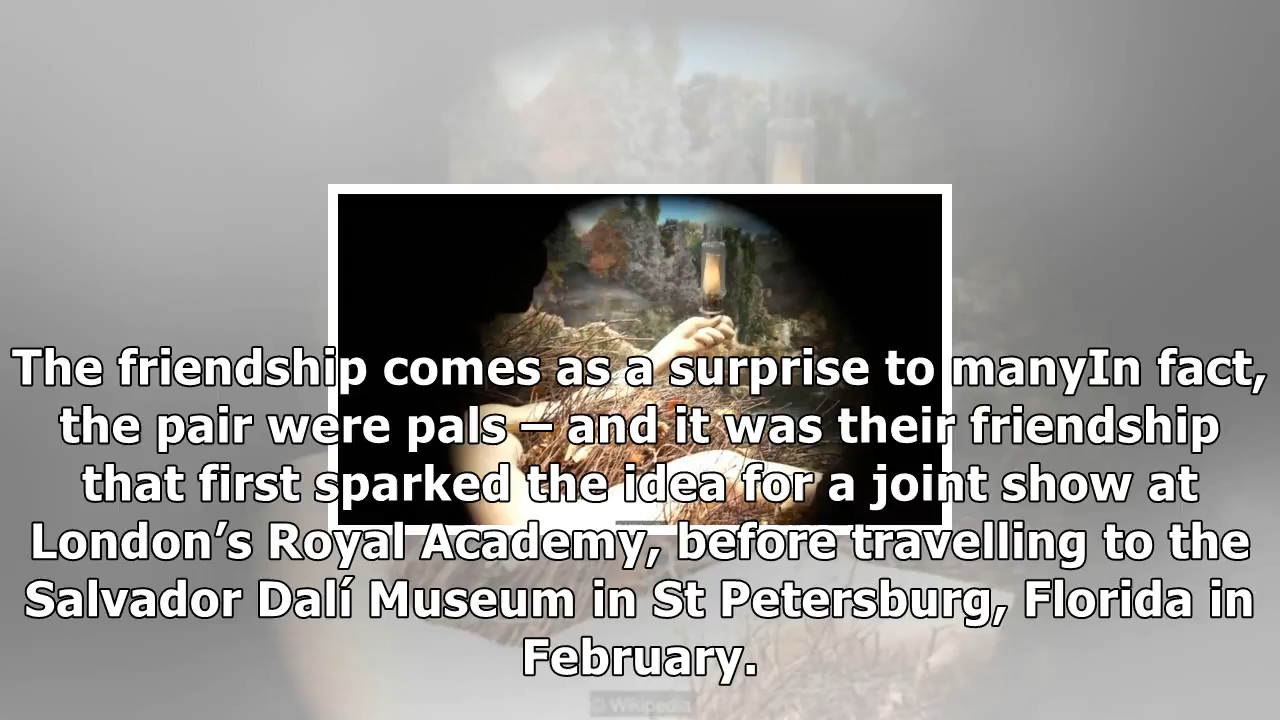 The friendship comes as a surprise to manyIn fact,
the pair were pals – and it was their friendship
that first sparked the idea for a joint show at
London’s Royal Academy, before travelling to the
Salvador Dalí Museum in St Petersburg, Florida in
February.
© Wikipedia